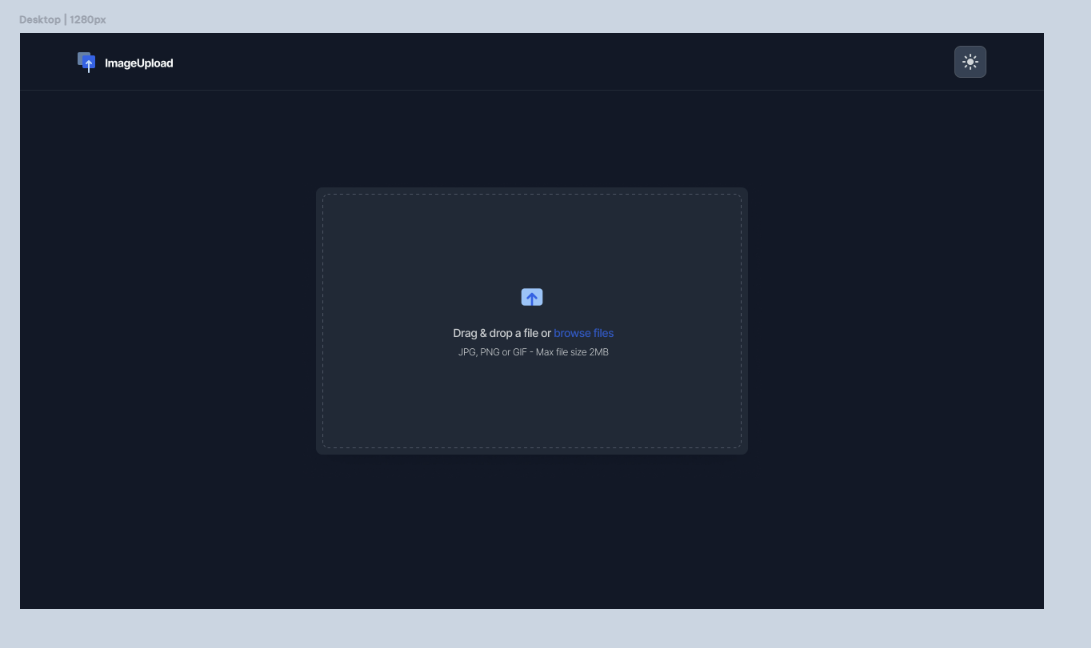 Desktop | 1280px
ImageUpload
Drag & drop a file or browse files
JPG, PNG or GIF - Max file size 2MB